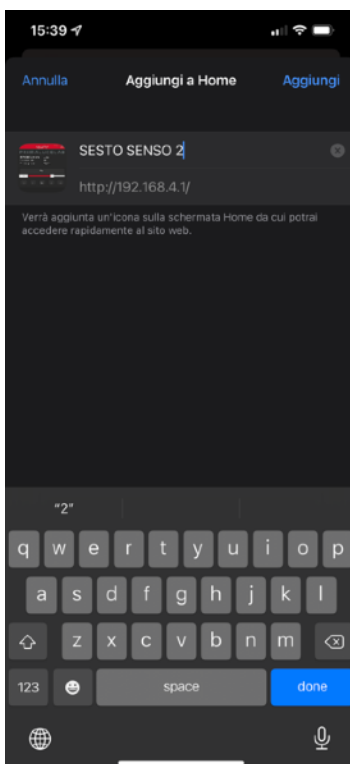 15:39
Annulla Aggiungi a Home Aggiungi
SESTO SENSO 2
http://192.168.4.1/
Verrà aggiunta un'icona sulla schermata Home da cui potrai
accedere rapidamente al sito web.
"2"
q w e r t y u i o p
a s d f g h j k l
z x c v b n m
123 space done